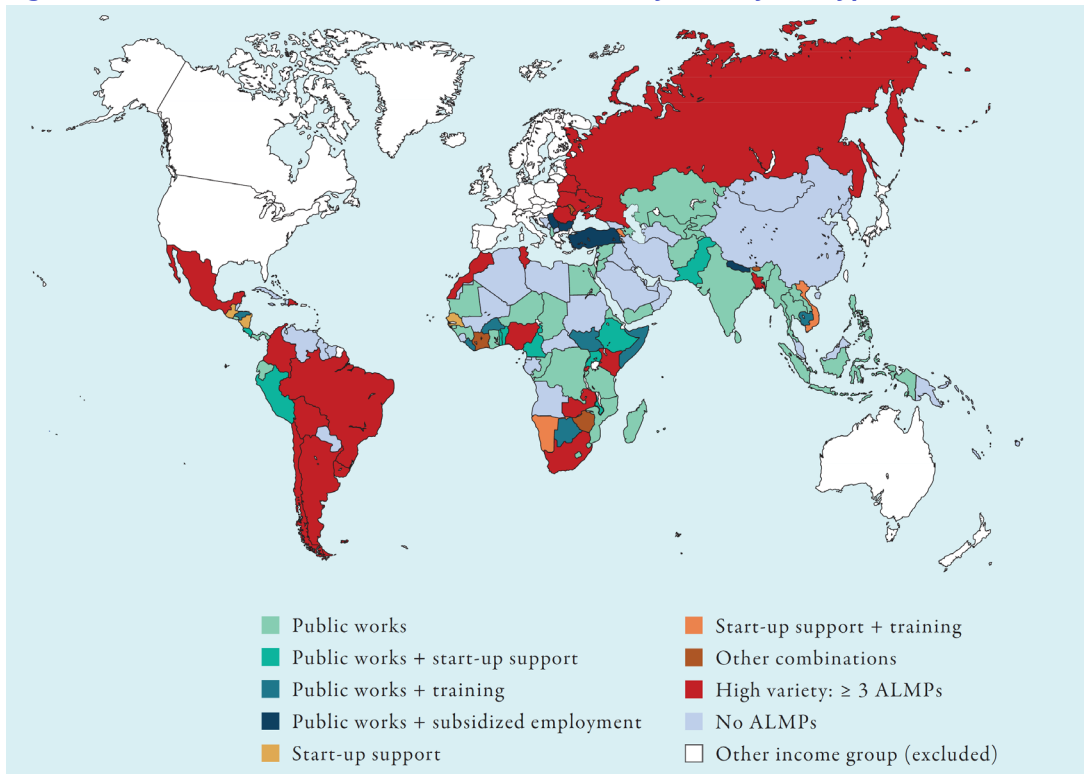 Public works
Public works + start-up support
Public works + training
Public works + subsidized employment
Start-up support
Start-up support + training
Other combinations
High variety: ≥ 3 ALMPs
No ALMPs
Other income group (excluded)